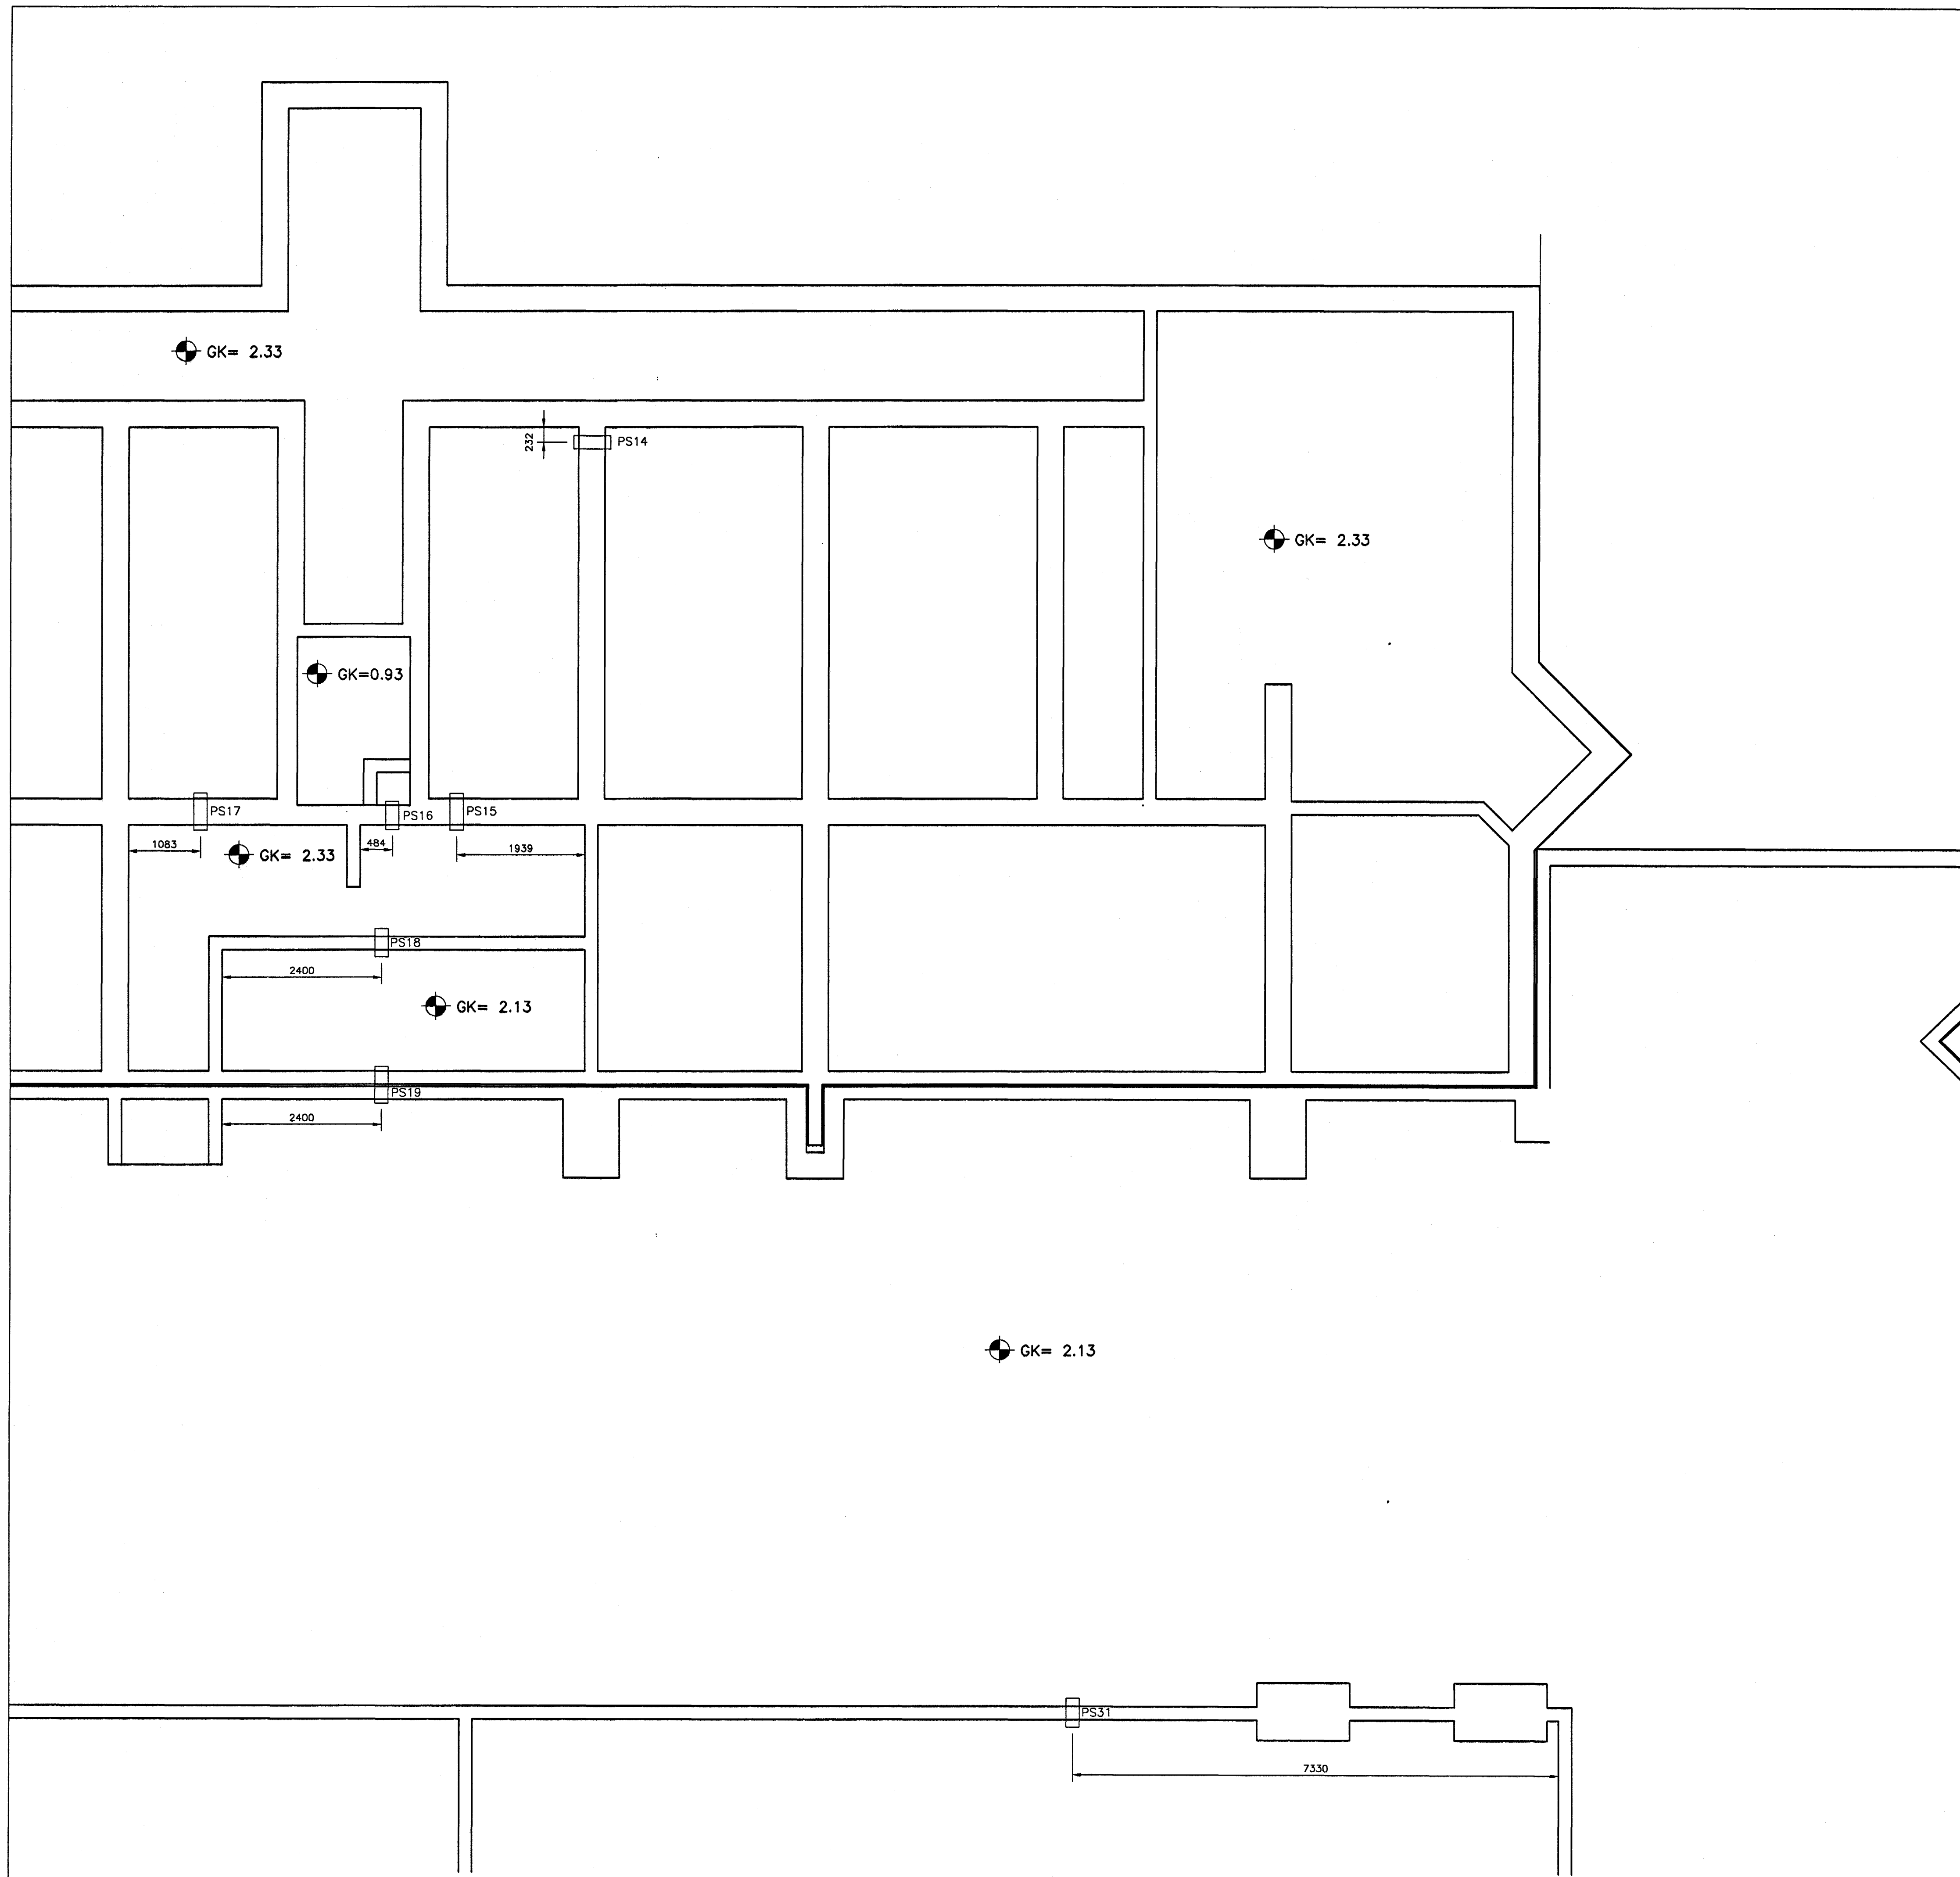 GK= 2.33
232
PS14
GK= 2.33
GK=0.93
PS17
PS16
PS15
1083
GK= 2.33
484
1939
PS18
2400
GK= 2.13
PS19
2400
GK= 2.13
PS31
7330